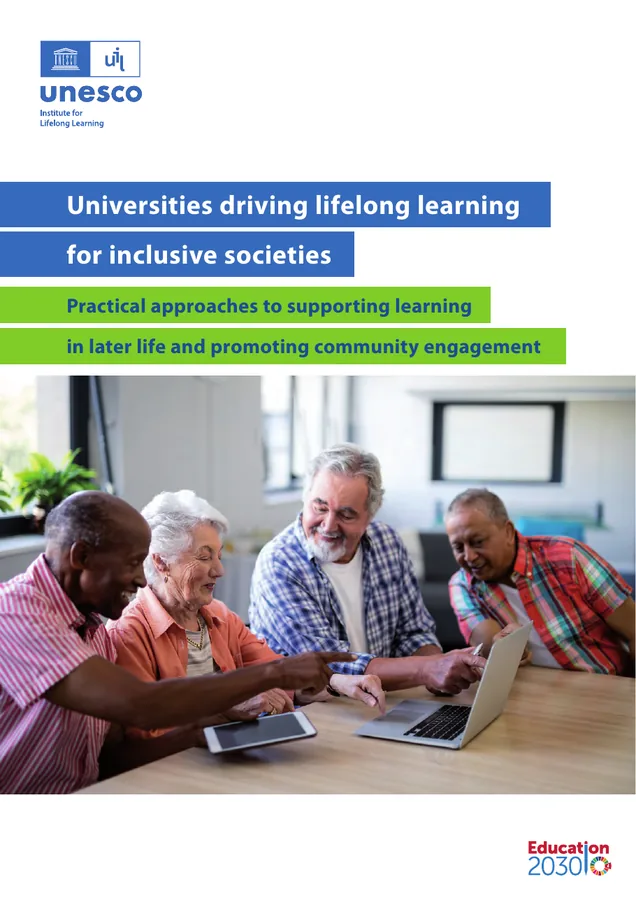 uil
unesco
Institute for
Lifelong Learning
Universities driving lifelong learning
for inclusive societies
Practical approaches to supporting learning
in later life and promoting community engagement
Education
2030